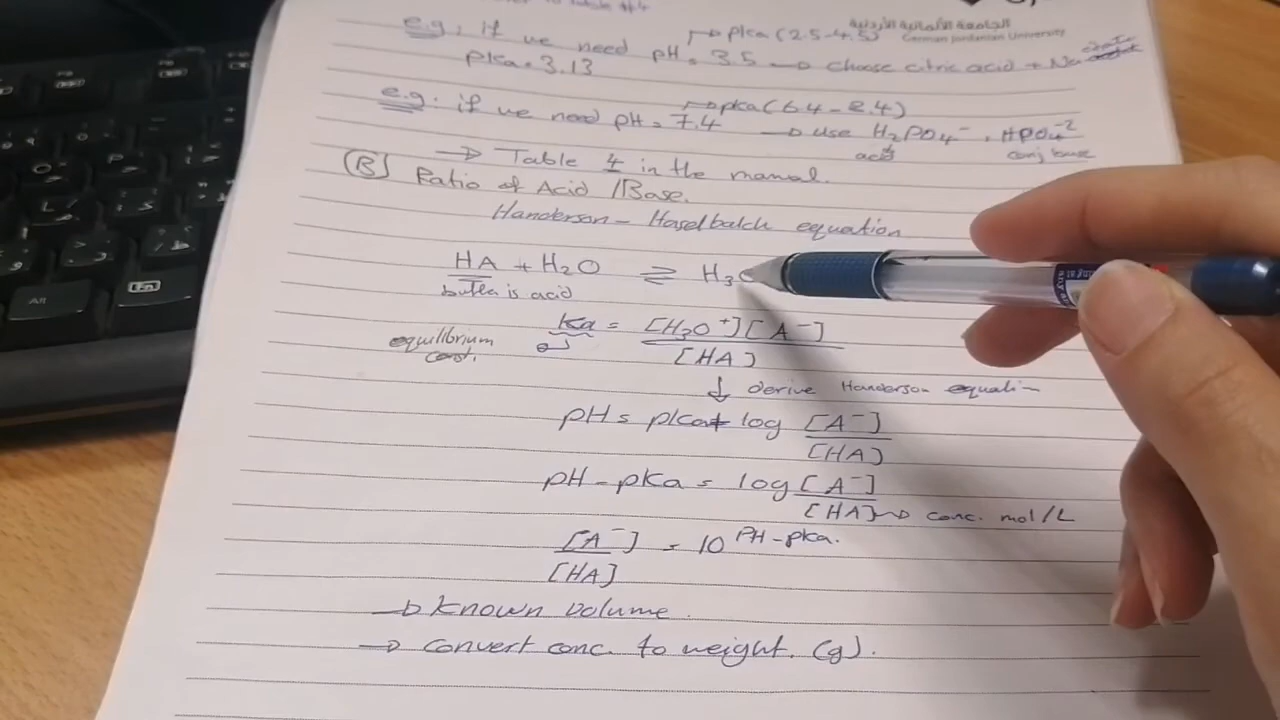 الجامعة الألمانية الأردنية
German Jordanian University
e.g: if we need pH = 3.5 → choose citric acid + Na
→ pka (2.5-4.5)
pka = 3.13
e.g: if we need pH = 7.4 → use H₂PO₄⁻, HPO₄⁻²
→ pka (6.4 - 8.4)
acid conj base
→ Table 4 in the manual.
(B) Ratio of Acid / Base.
Handerson - Haselbalch equation
HA + H₂O ⇌ H₃O
buffer is acid
Ka = [H₃O⁺][A⁻]
[HA]
equilibrium const.
↓ derive Handerson equation
pH = pka + log [A⁻]
[HA]
pH - pKa = log [A⁻]
[HA] → conc. mol/L
[A⁻] = 10 PH-pka.
[HA]
→ Known volume.
→ convert conc. to weight. (g).
Alt
Fn